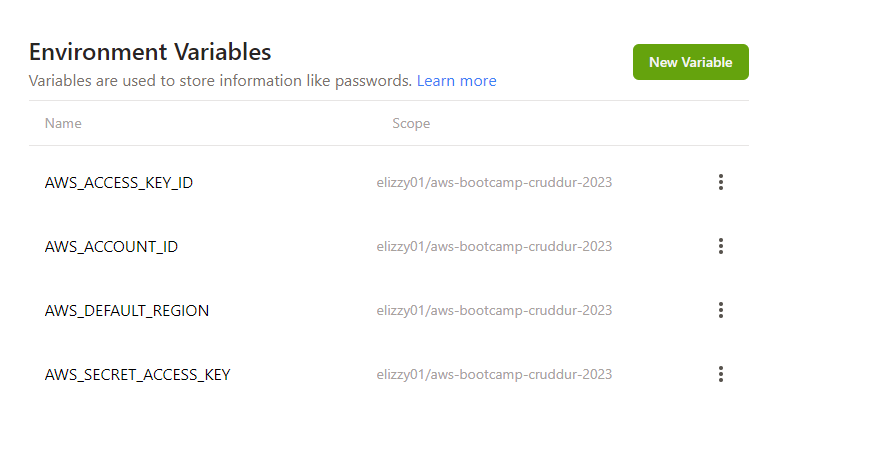 Environment Variables
Variables are used to store information like passwords. Learn more
New Variable
Name Scope
AWS_ACCESS_KEY_ID elizzy01/aws-bootcamp-cruddur-2023
AWS_ACCOUNT_ID elizzy01/aws-bootcamp-cruddur-2023
AWS_DEFAULT_REGION elizzy01/aws-bootcamp-cruddur-2023
AWS_SECRET_ACCESS_KEY elizzy01/aws-bootcamp-cruddur-2023